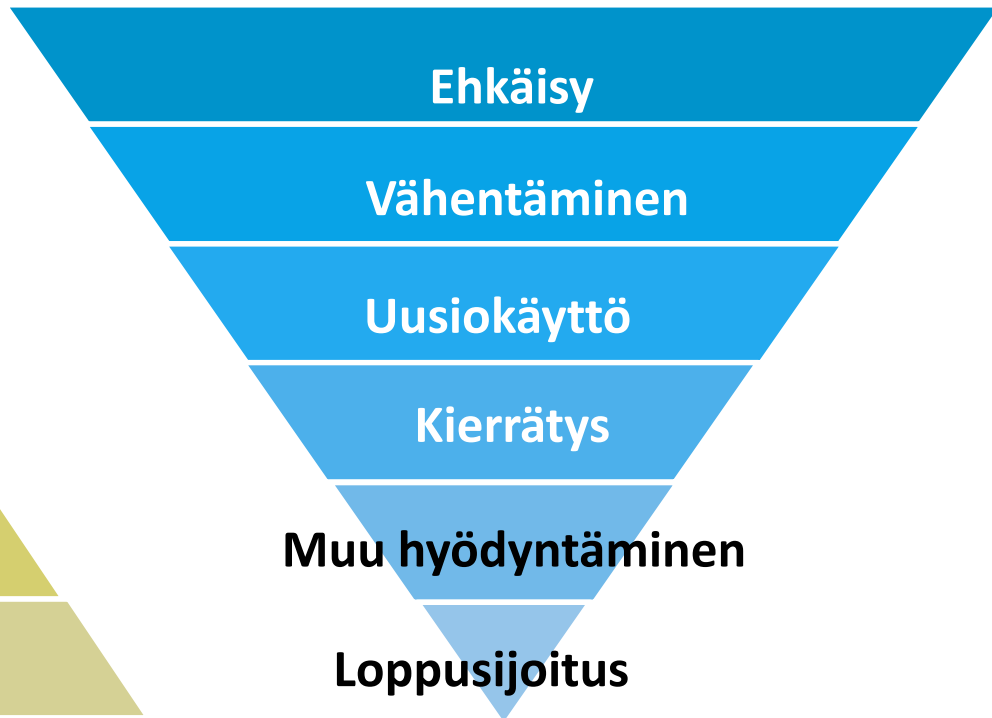 Ehkäisy
Vähentäminen
Uusiokäyttö
Kierrätys
Muu hyödyntäminen
Loppusijoitus